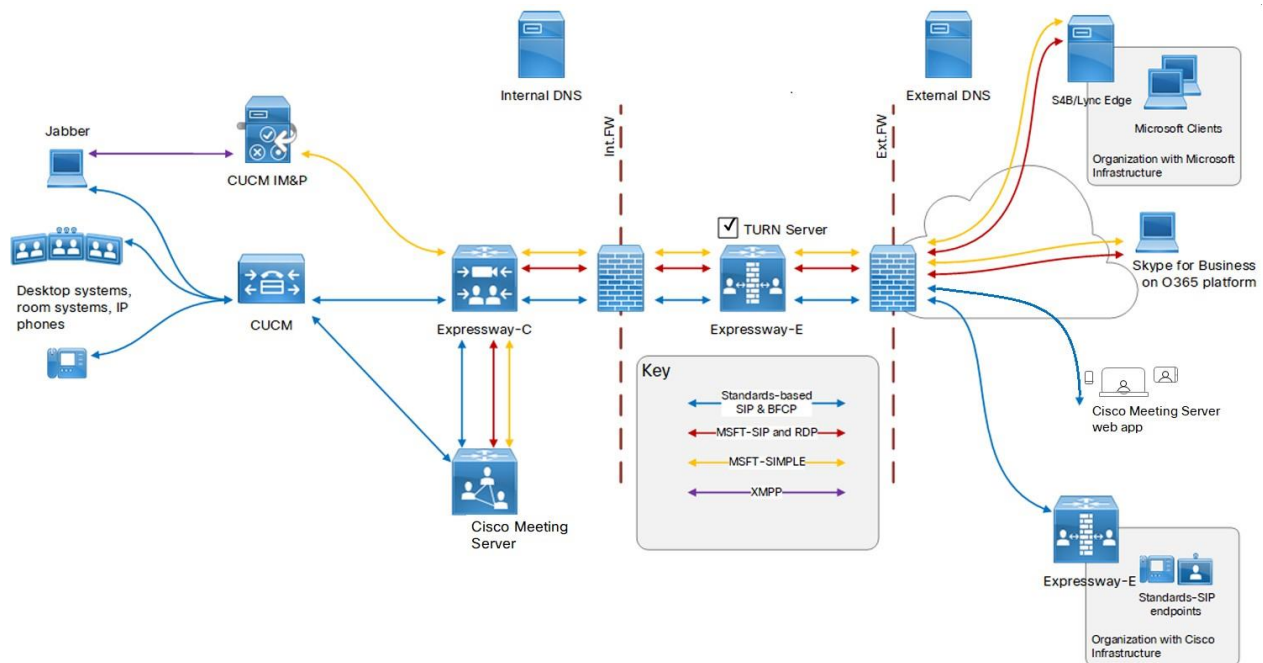 Internal DNS
External DNS
S4B/Lync Edge
Microsoft Clients
Organization with Microsoft
Infrastructure
Jabber
CUCM IM&P
Int.FW
Ext.FW
TURN Server
Skype for Business
on O365 platform
Desktop systems,
room systems, IP
phones
CUCM
Expressway-C
Expressway-E
Key
Standards-based
SIP & BFCP
MSFT-SIP and RDP
MSFT-SIMPLE
XMPP
Cisco Meeting Server
web app
Cisco Meeting
Server
Expressway-E
Standards-SIP
endpoints
Organization with Cisco
Infrastructure